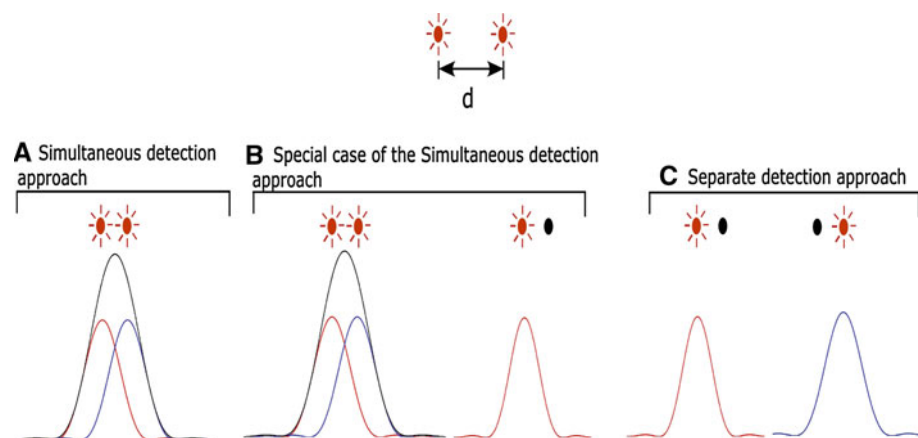 d
A Simultaneous detection
approach
B Special case of the Simultaneous detection
approach
C Separate detection approach